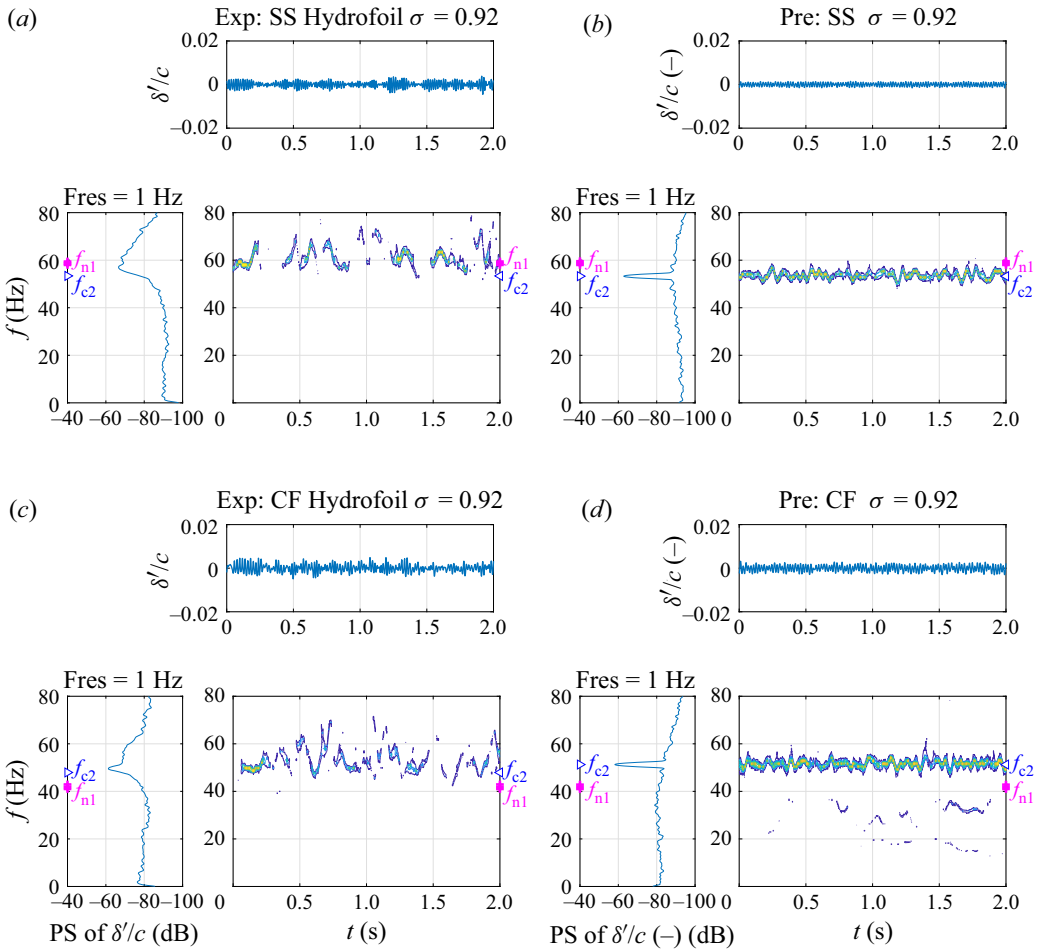 (a) Exp: SS Hydrofoil σ = 0.92
δ′/c
0.02
0
−0.02
0 0.5 1.0 1.5 2.0
Fres = 1 Hz
f (Hz)
80
60
40
20
0
f_n1
f_c2
−40 −60 −80 −100
80
60
40
20
0 0.5 1.0 1.5 2.0
f_n1
f_c2
(b) Pre: SS σ = 0.92
δ′/c (–)
0.02
0
−0.02
0 0.5 1.0 1.5 2.0
Fres = 1 Hz
80
60
40
20
0
f_n1
f_c2
−40 −60 −80 −100
80
60
40
20
0 0.5 1.0 1.5 2.0
f_n1
f_c2
(c) Exp: CF Hydrofoil σ = 0.92
δ′/c
0.02
0
−0.01
0 0.5 1.0 1.5 2.0
Fres = 1 Hz
f (Hz)
80
60
40
20
0
f_c2
f_n1
−40 −60 −80 −100
PS of δ′/c (dB)
80
60
40
20
0 0.5 1.0 1.5 2.0
f_c2
f_n1
t (s)
(d) Pre: CF σ = 0.92
δ′/c (–)
0.02
0
−0.02
0 0.5 1.0 1.5 2.0
Fres = 1 Hz
80
60
40
20
0
f_c2
f_n1
−40 −60 −80 −100
PS of δ′/c (–) (dB)
80
60
40
20
0 0.5 1.0 1.5 2.0
f_c2
f_n1
t (s)